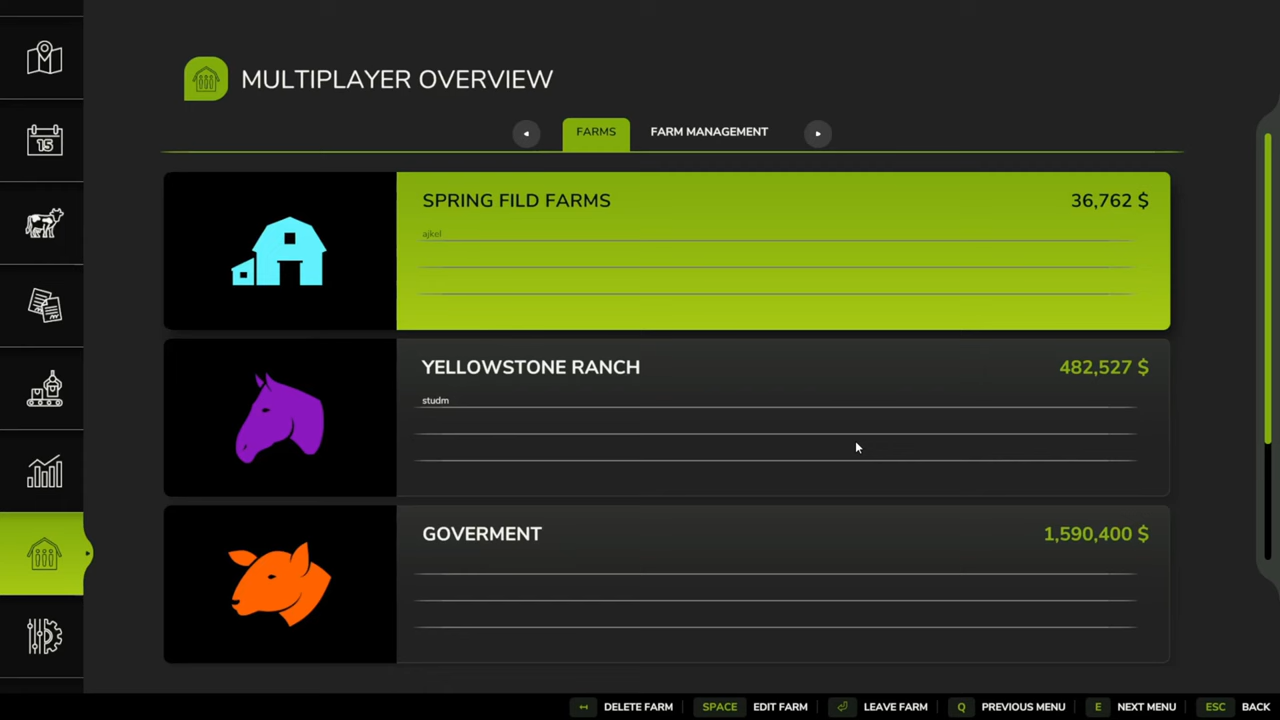 MULTIPLAYER OVERVIEW
FARMS
FARM MANAGEMENT
15
SPRING FILD FARMS
36,762 $
ajkel
YELLOWSTONE RANCH
482,527 $
studm
GOVERMENT
1,590,400 $
DELETE FARM
SPACE EDIT FARM
LEAVE FARM
Q PREVIOUS MENU
E NEXT MENU
ESC BACK